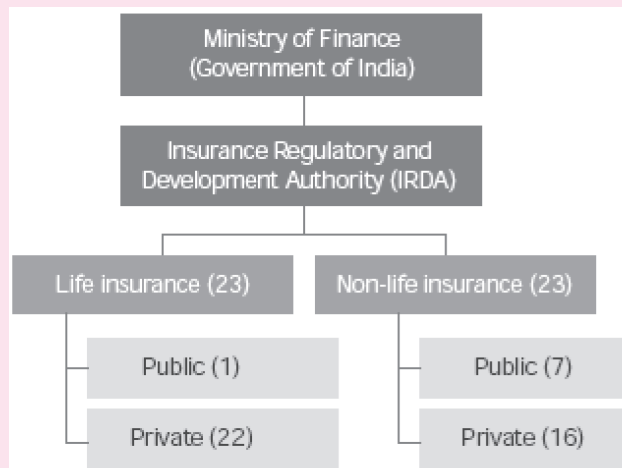 Ministry of Finance
(Government of India)
Insurance Regulatory and
Development Authority (IRDA)
Life insurance (23)
Non-life insurance (23)
Public (1)
Public (7)
Private (22)
Private (16)